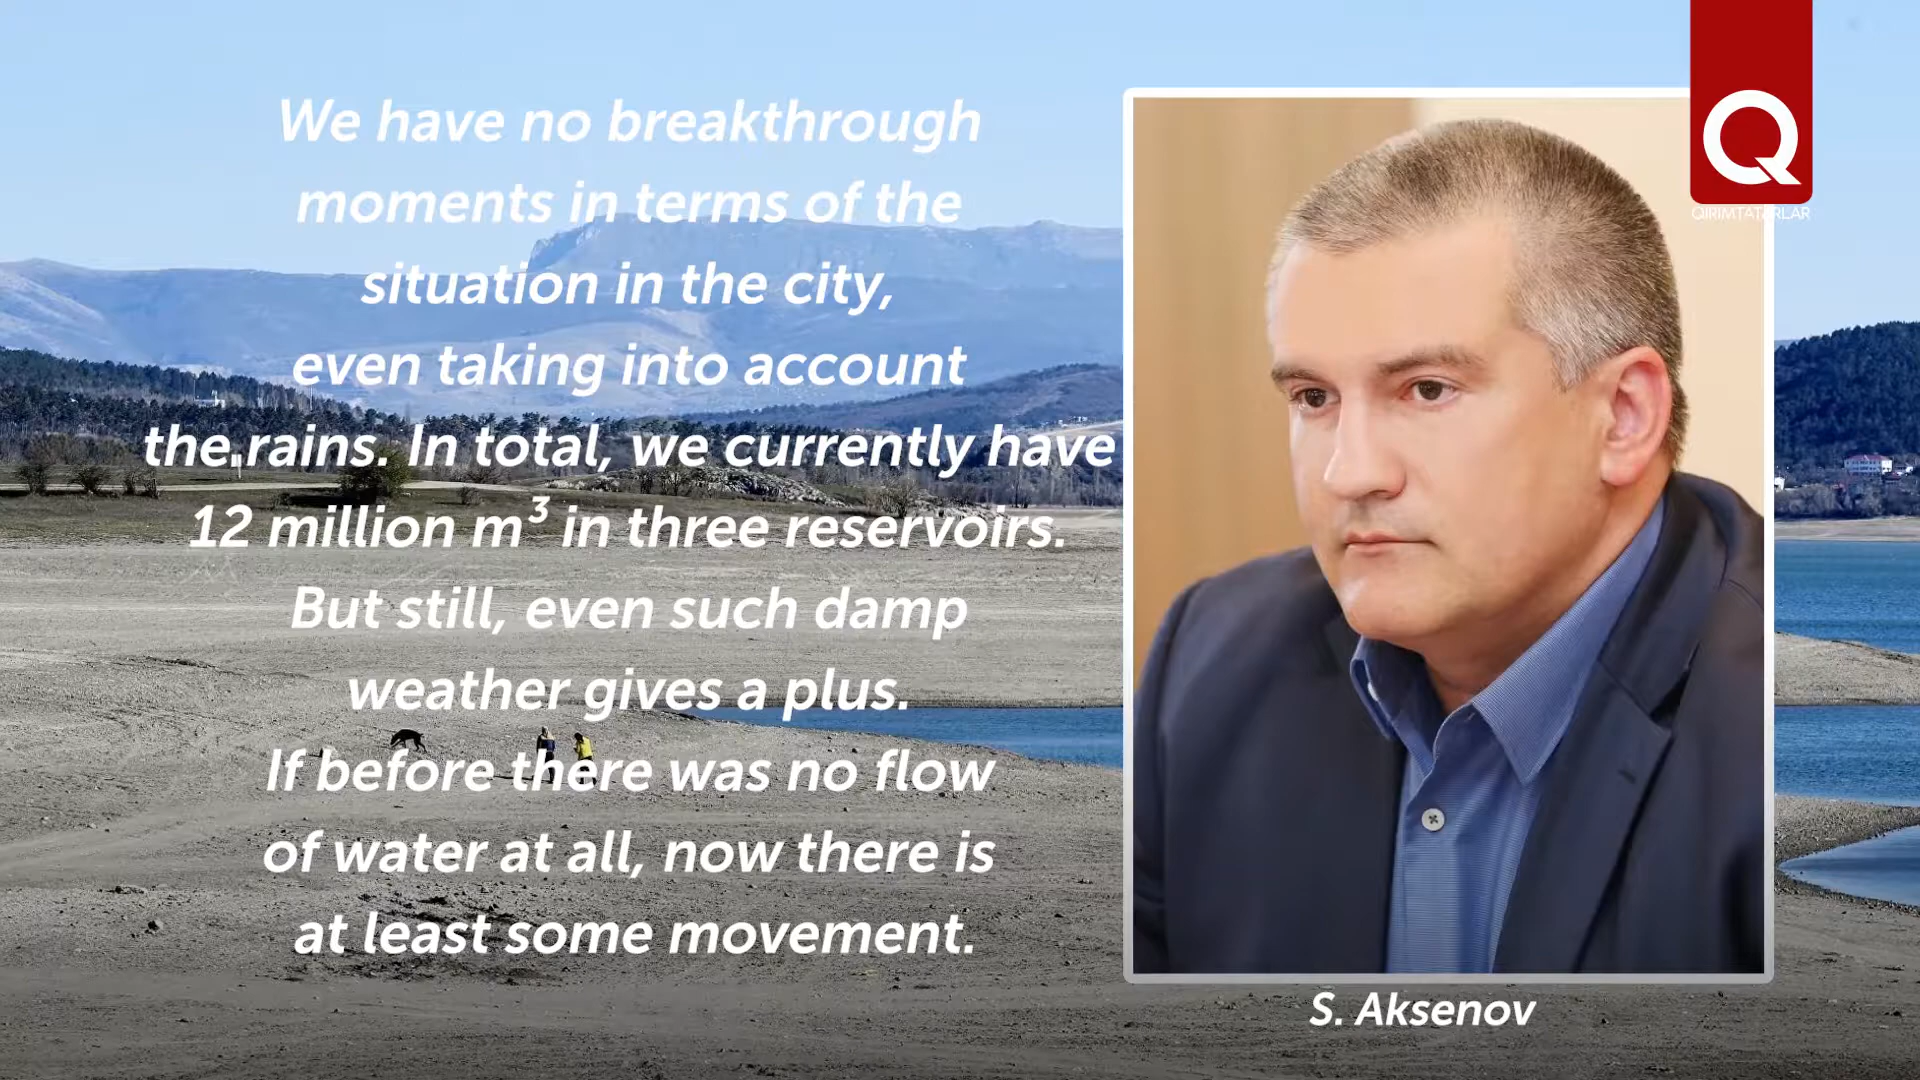 We have no breakthrough
moments in terms of the
situation in the city,
even taking into account
the rains. In total, we currently have
12 million m³ in three reservoirs.
But still, even such damp
weather gives a plus.
If before there was no flow
of water at all, now there is
at least some movement.
Q
QIRIMTATARLAR
S. Aksenov